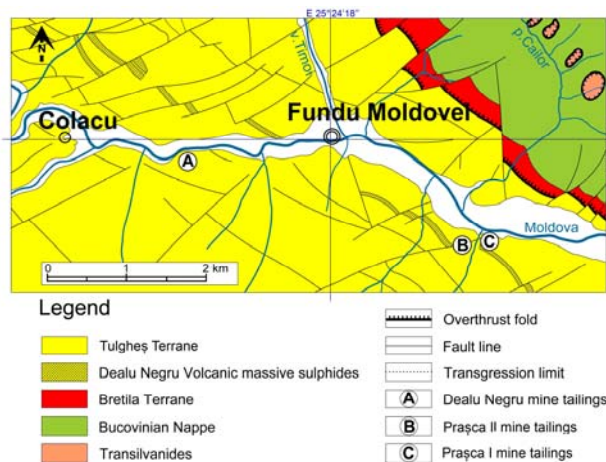 E 25°24'18"
N
v.Timoi
p.Cailor
Colacu
Fundu Moldovei
A
Moldova
B
C
0 1 2 km
Legend
Tulgheş Terrane
Dealu Negru Volcanic massive sulphides
Bretila Terrane
Bucovinian Nappe
Transilvanides
Overthrust fold
Fault line
Transgression limit
A Dealu Negru mine tailings
B Praşca II mine tailings
C Praşca I mine tailings